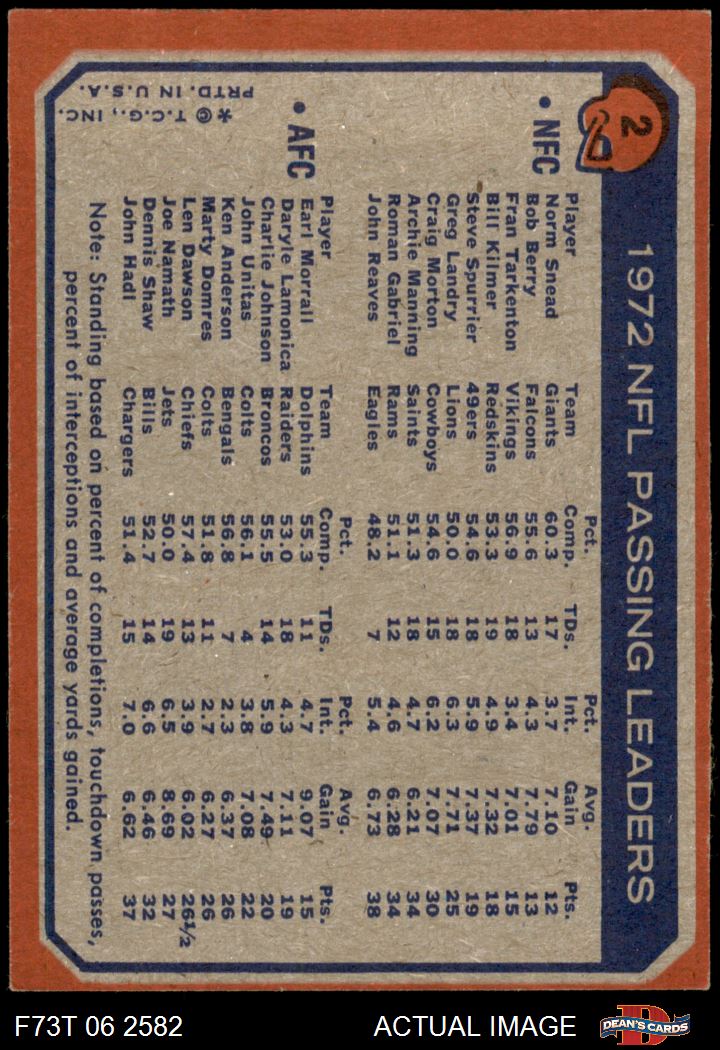 2
1972 NFL PASSING LEADERS
• NFC
Player Team Pct. Comp. TDs. Pct. Int. Avg. Gain Pts.
Norm Snead Giants 60.3 17 3.7 7.10 12
Bob Berry Falcons 55.6 13 4.3 7.79 13
Fran Tarkenton Vikings 56.9 18 3.4 7.01 15
Bill Kilmer Redskins 53.3 19 4.9 7.32 18
Steve Spurrier 49ers 54.6 18 5.9 7.37 19
Greg Landry Lions 50.0 18 6.3 7.71 25
Craig Morton Cowboys 54.6 15 6.2 7.07 30
Archie Manning Saints 51.3 18 4.7 6.21 34
Roman Gabriel Rams 51.1 12 4.6 6.28 34
John Reaves Eagles 48.2 7 5.4 6.73 38
• AFC
Player Team Pct. Comp. TDs. Pct. Int. Avg. Gain Pts.
Earl Morrall Dolphins 55.3 11 4.7 9.07 15
Daryle Lamonica Raiders 53.0 18 4.3 7.11 19
Charlie Johnson Broncos 55.5 14 5.9 7.49 20
John Unitas Colts 56.1 4 3.8 7.08 22
Ken Anderson Bengals 56.8 7 2.3 6.37 26
Marty Domres Colts 51.8 11 2.7 6.27 26
Len Dawson Chiefs 57.4 13 3.9 6.02 26½
Joe Namath Jets 50.0 19 6.5 8.69 27
Dennis Shaw Bills 52.7 14 6.6 6.46 32
John Hadl Chargers 51.4 15 7.0 6.62 37
Note: Standing based on percent of completions, touchdown passes,
percent of interceptions and average yards gained.
*© T.C.G., INC.
PRTD. IN U.S.A.
F73T 06 2582 ACTUAL IMAGE D DEAN'S CARDS